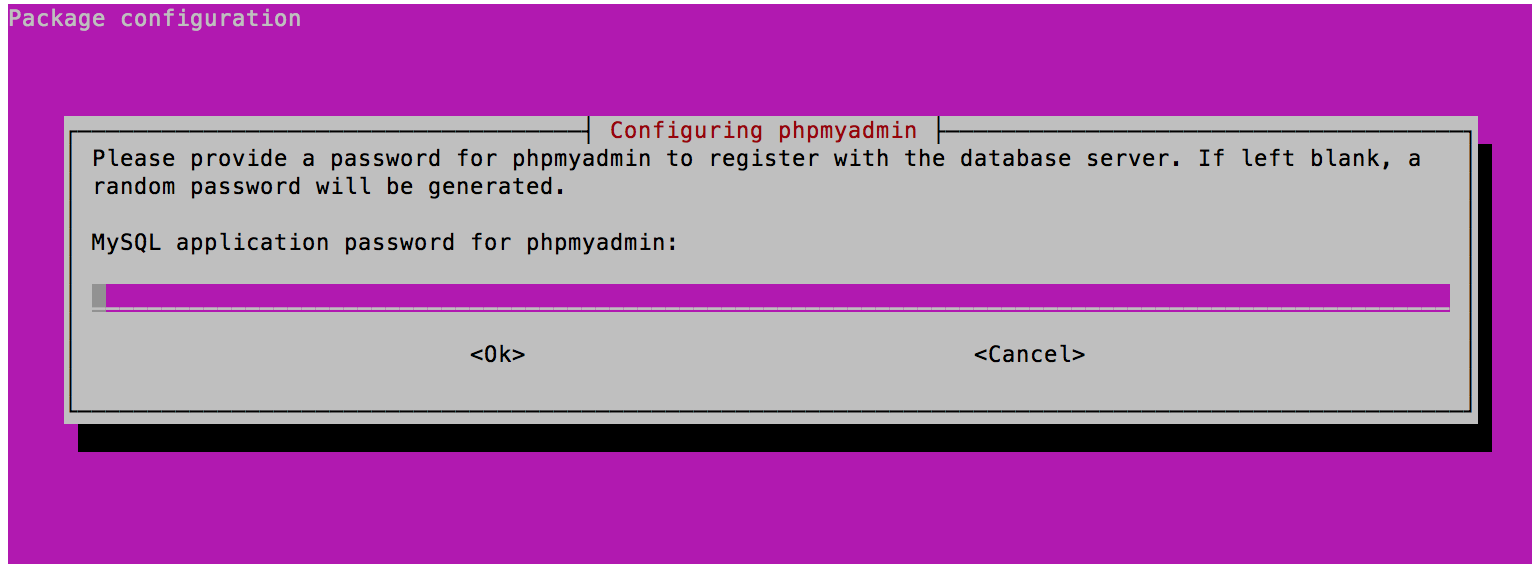 Package configuration
Configuring phpmyadmin
Please provide a password for phpmyadmin to register with the database server. If left blank, a
random password will be generated.
MySQL application password for phpmyadmin:
<Ok> <Cancel>